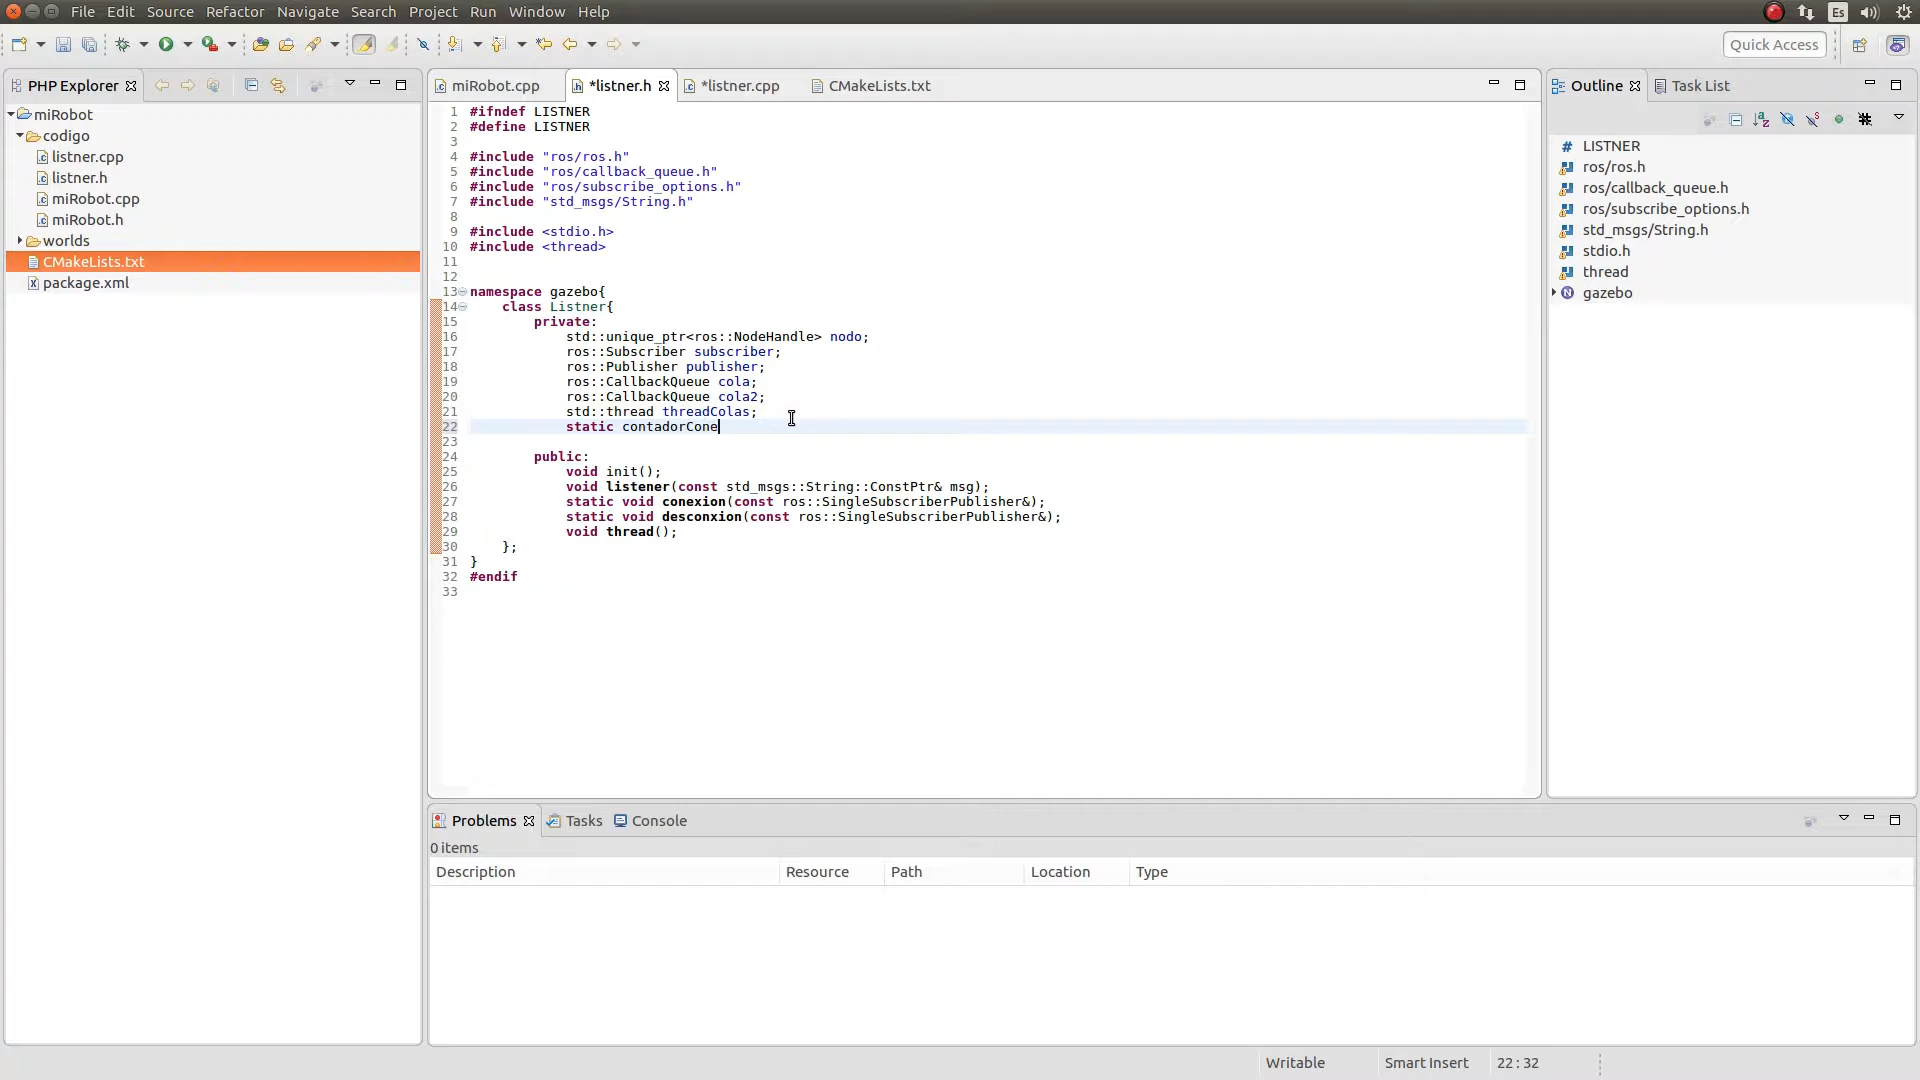 File Edit Source Refactor Navigate Search Project Run Window Help
Es
Quick Access
PHP Explorer
miRobot
codigo
listner.cpp
listner.h
miRobot.cpp
miRobot.h
worlds
CMakeLists.txt
package.xml
miRobot.cpp *listner.h *listner.cpp CMakeLists.txt
1 #ifndef LISTNER
2 #define LISTNER
3
4 #include "ros/ros.h"
5 #include "ros/callback_queue.h"
6 #include "ros/subscribe_options.h"
7 #include "std_msgs/String.h"
8
9 #include <stdio.h>
10 #include <thread>
11
12
13 namespace gazebo{
14 class Listner{
15 private:
16 std::unique_ptr<ros::NodeHandle> nodo;
17 ros::Subscriber subscriber;
18 ros::Publisher publisher;
19 ros::CallbackQueue cola;
20 ros::CallbackQueue cola2;
21 std::thread threadColas;
22 static contadorCone
23
24 public:
25 void init();
26 void listener(const std_msgs::String::ConstPtr& msg);
27 static void conexion(const ros::SingleSubscriberPublisher&);
28 static void desconxion(const ros::SingleSubscriberPublisher&);
29 void thread();
30 };
31 }
32 #endif
33
Outline Task List
LISTNER
ros/ros.h
ros/callback_queue.h
ros/subscribe_options.h
std_msgs/String.h
stdio.h
thread
gazebo
Problems Tasks Console
0 items
Description Resource Path Location Type
Writable Smart Insert 22 : 32